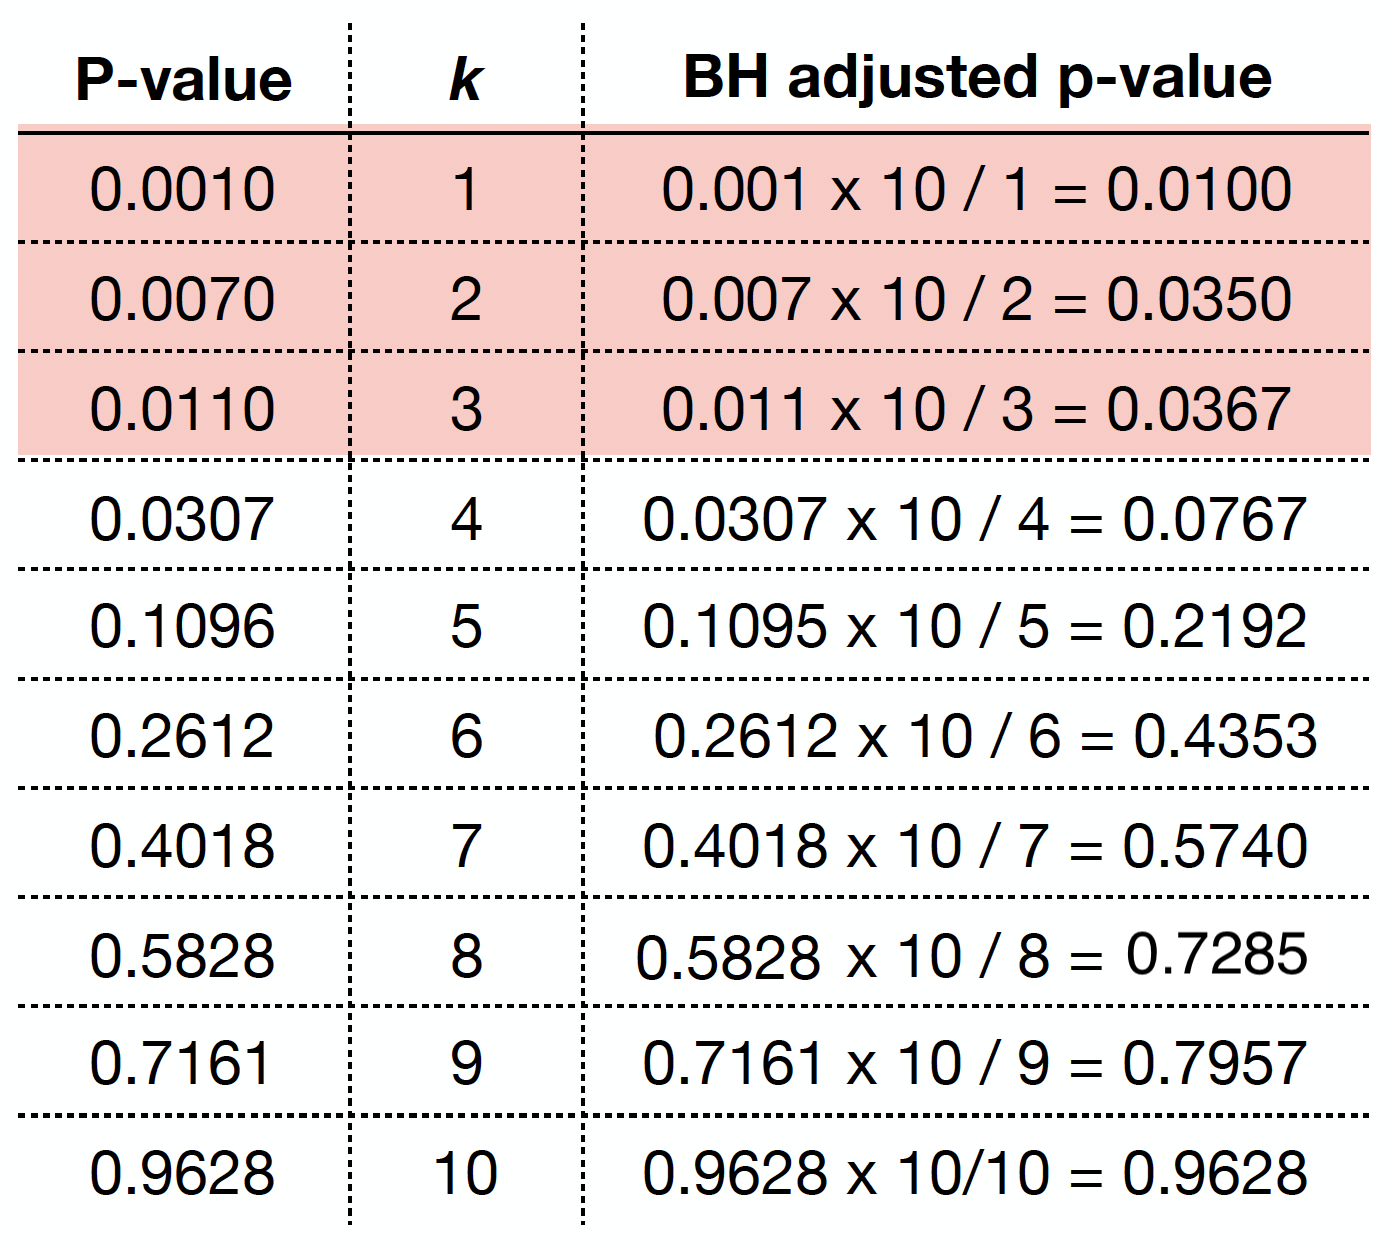 P-value k BH adjusted p-value
0.0010 1 0.001 x 10 / 1 = 0.0100
0.0070 2 0.007 x 10 / 2 = 0.0350
0.0110 3 0.011 x 10 / 3 = 0.0367
0.0307 4 0.0307 x 10 / 4 = 0.0767
0.1096 5 0.1095 x 10 / 5 = 0.2192
0.2612 6 0.2612 x 10 / 6 = 0.4353
0.4018 7 0.4018 x 10 / 7 = 0.5740
0.5828 8 0.5828 x 10 / 8 = 0.7285
0.7161 9 0.7161 x 10 / 9 = 0.7957
0.9628 10 0.9628 x 10/10 = 0.9628